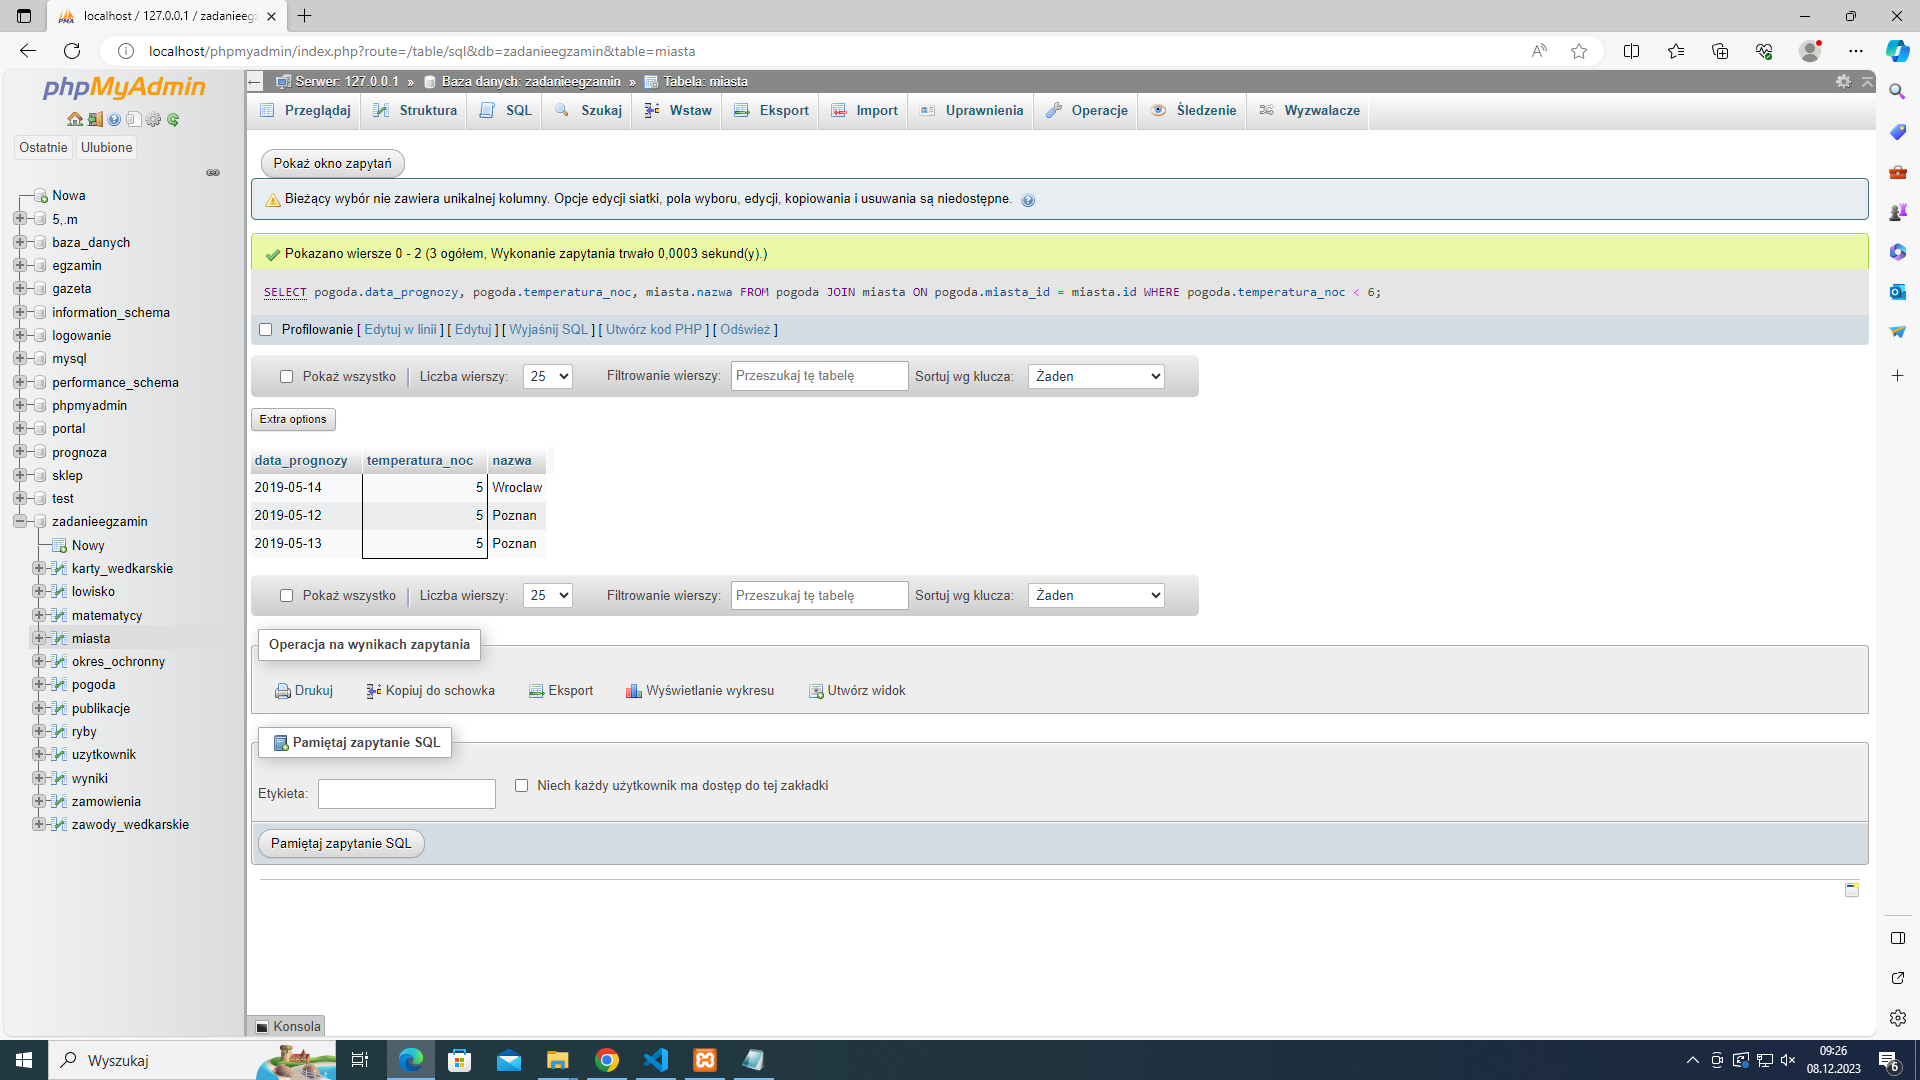 localhost / 127.0.0.1 / zadanieegz
localhost/phpmyadmin/index.php?route=/table/sql&db=zadanieegzamin&table=miasta
phpMyAdmin
Ostatnie
Ulubione
Nowa
5,.m
baza_danych
egzamin
gazeta
information_schema
logowanie
mysql
performance_schema
phpmyadmin
portal
prognoza
sklep
test
zadanieegzamin
Nowy
karty_wedkarskie
lowisko
matematycy
miasta
okres_ochronny
pogoda
publikacje
ryby
uzytkownik
wyniki
zamowienia
zawody_wedkarskie
Serwer: 127.0.0.1 » Baza danych: zadanieegzamin » Tabela: miasta
Przeglądaj Struktura SQL Szukaj Wstaw Eksport Import Uprawnienia Operacje Śledzenie Wyzwalacze
Pokaż okno zapytań
Bieżący wybór nie zawiera unikalnej kolumny. Opcje edycji siatki, pola wyboru, edycji, kopiowania i usuwania są niedostępne.
Pokazano wiersze 0 - 2 (3 ogółem, Wykonanie zapytania trwało 0,0003 sekund(y).)
SELECT pogoda.data_prognozy, pogoda.temperatura_noc, miasta.nazwa FROM pogoda JOIN miasta ON pogoda.miasta_id = miasta.id WHERE pogoda.temperatura_noc < 6;
Profilowanie [ Edytuj w linii ] [ Edytuj ] [ Wyjaśnij SQL ] [ Utwórz kod PHP ] [ Odśwież ]
Pokaż wszystko Liczba wierszy: 25 Filtrowanie wierszy: Przeszukaj tę tabelę Sortuj wg klucza: Żaden
Extra options
data_prognozy temperatura_noc nazwa
2019-05-14 5 Wroclaw
2019-05-12 5 Poznan
2019-05-13 5 Poznan
Pokaż wszystko Liczba wierszy: 25 Filtrowanie wierszy: Przeszukaj tę tabelę Sortuj wg klucza: Żaden
Operacja na wynikach zapytania
Drukuj Kopiuj do schowka Eksport Wyświetlanie wykresu Utwórz widok
Pamiętaj zapytanie SQL
Etykieta: Niech każdy użytkownik ma dostęp do tej zakładki
Pamiętaj zapytanie SQL
Konsola
Wyszukaj
09:26
08.12.2023
6